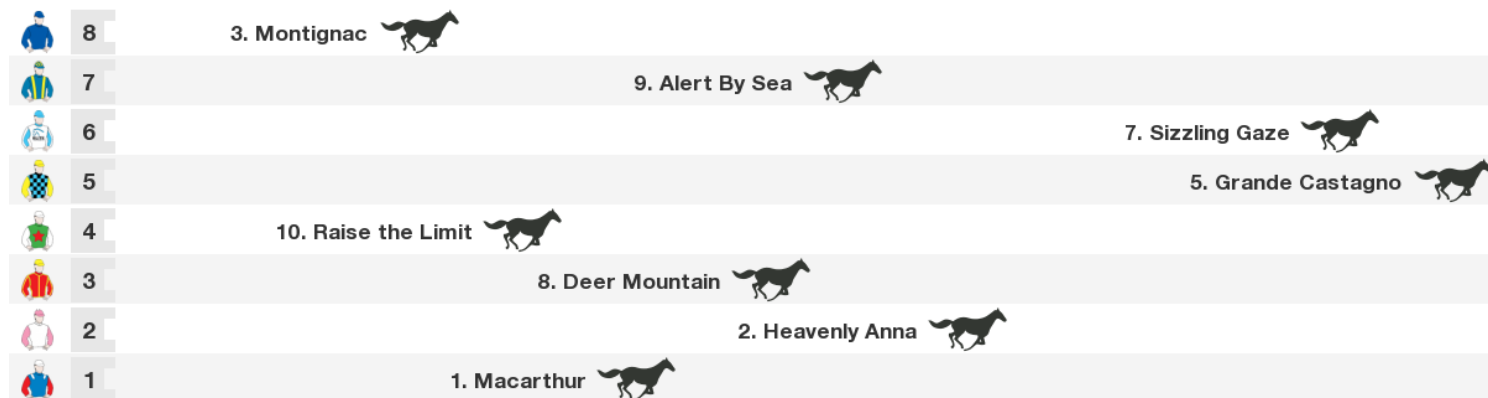 8 3. Montignac
7 9. Alert By Sea
6 7. Sizzling Gaze
5 5. Grande Castagno
4 10. Raise the Limit
3 8. Deer Mountain
2 2. Heavenly Anna
1 1. Macarthur